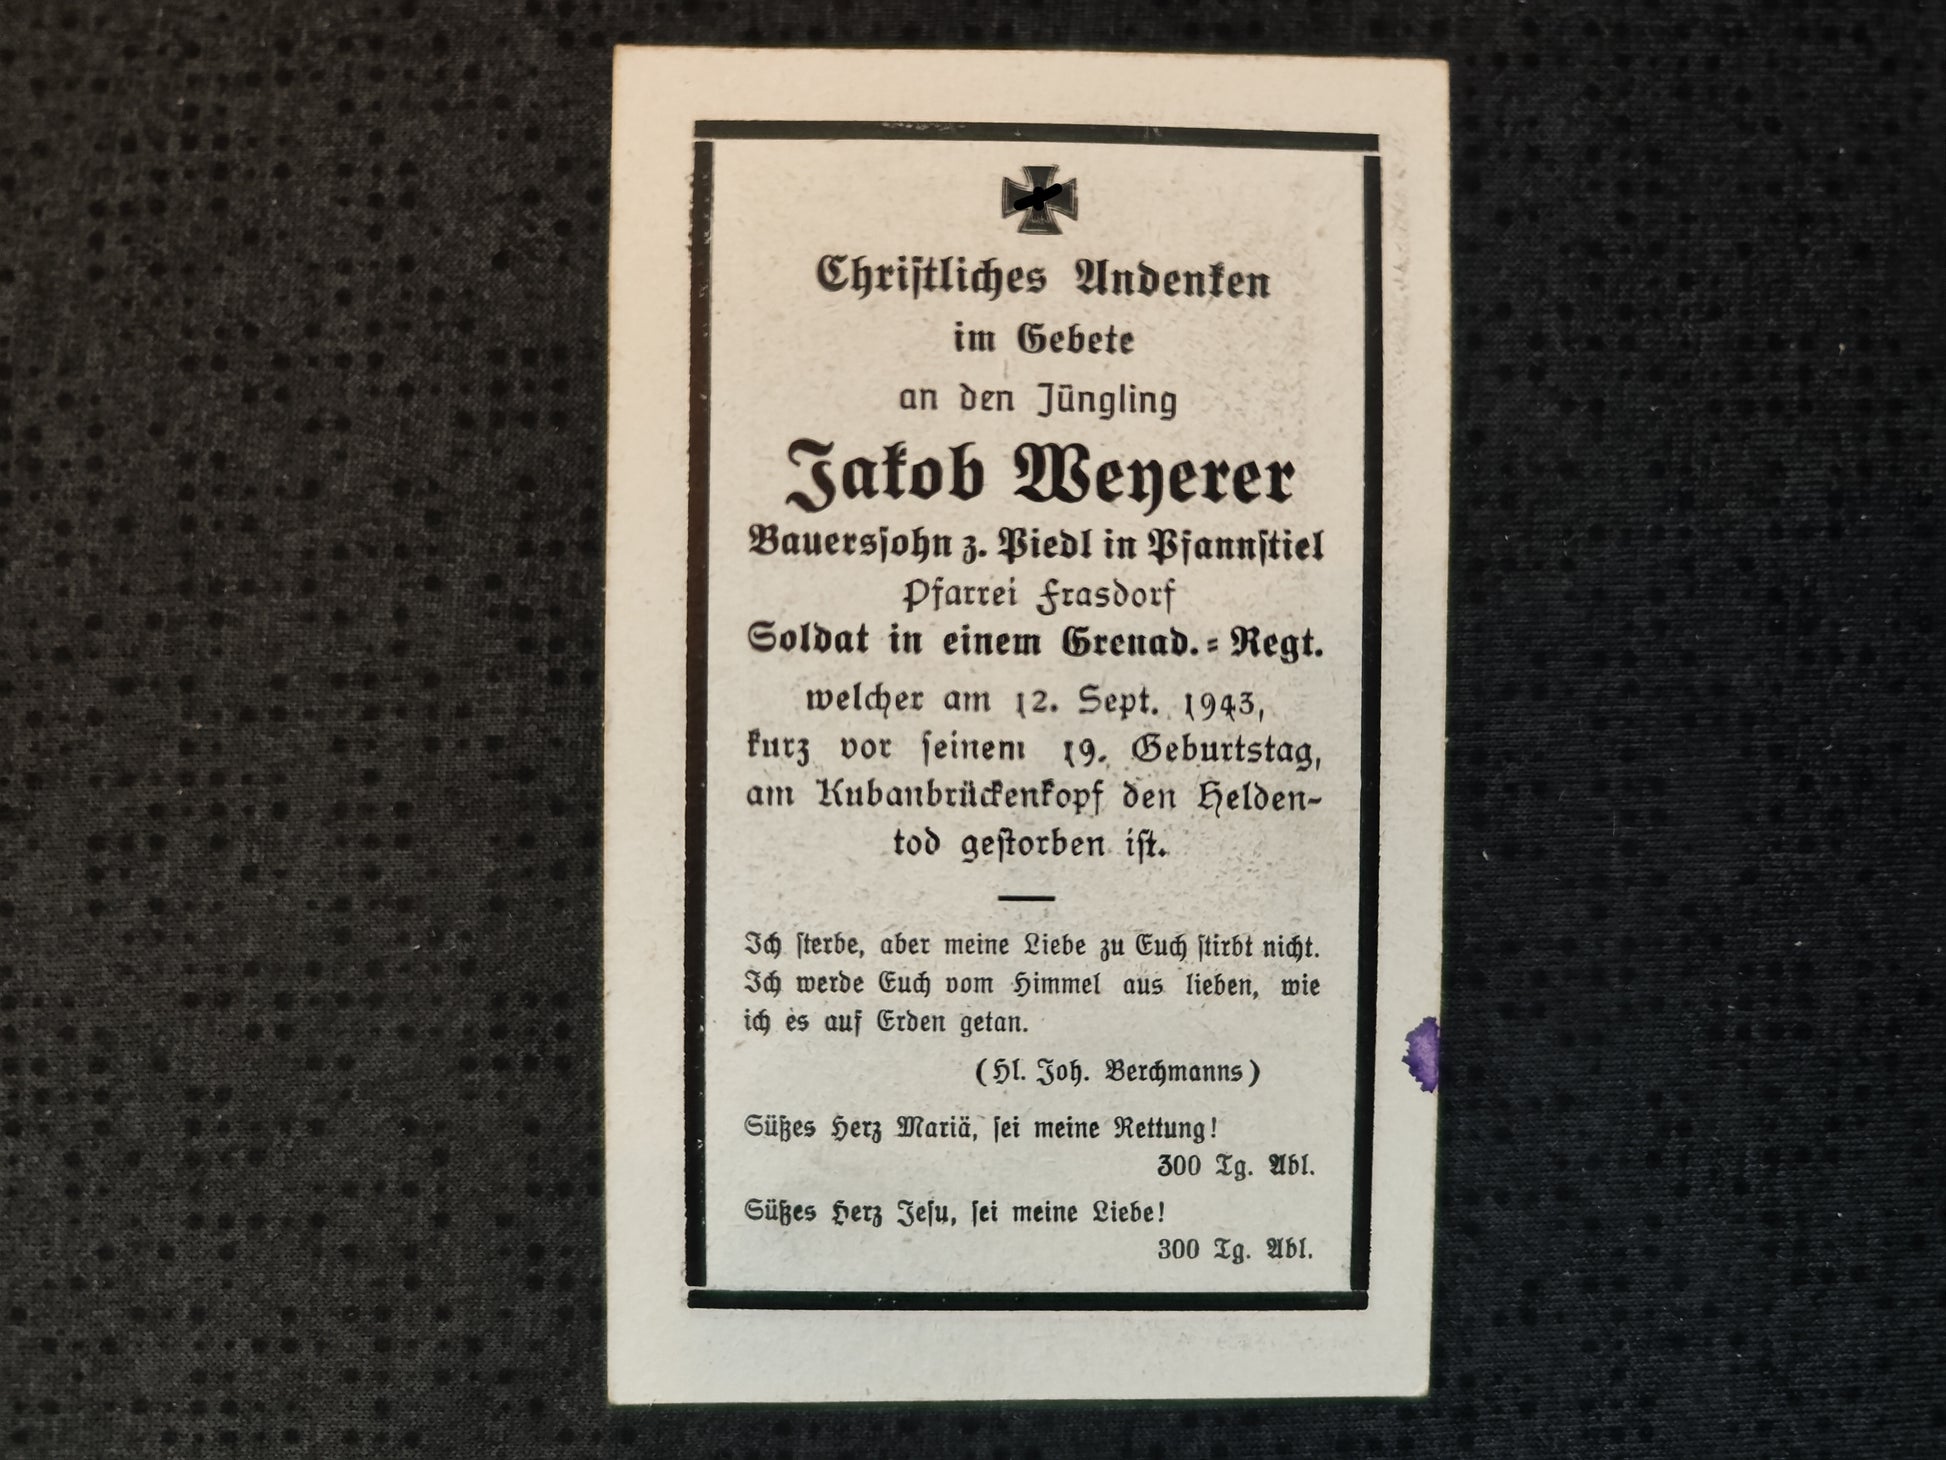 Christliches Andenken
im Gebete
an den Jüngling
Jakob Weyerer
Bauerssohn z. Piedl in Pfannstiel
Pfarrei Frasdorf
Soldat in einem Grenad.=Regt.
welcher am 12. Sept. 1943,
kurz vor seinem 19. Geburtstag,
am Kubanbrückenkopf den Helden-
tod gestorben ist.
Ich sterbe, aber meine Liebe zu Euch stirbt nicht.
Ich werde Euch vom Himmel aus lieben, wie
ich es auf Erden getan.
(Hl. Joh. Berchmanns)
Süßes Herz Mariä, sei meine Rettung!
300 Tg. Abl.
Süßes Herz Jesu, sei meine Liebe!
300 Tg. Abl.